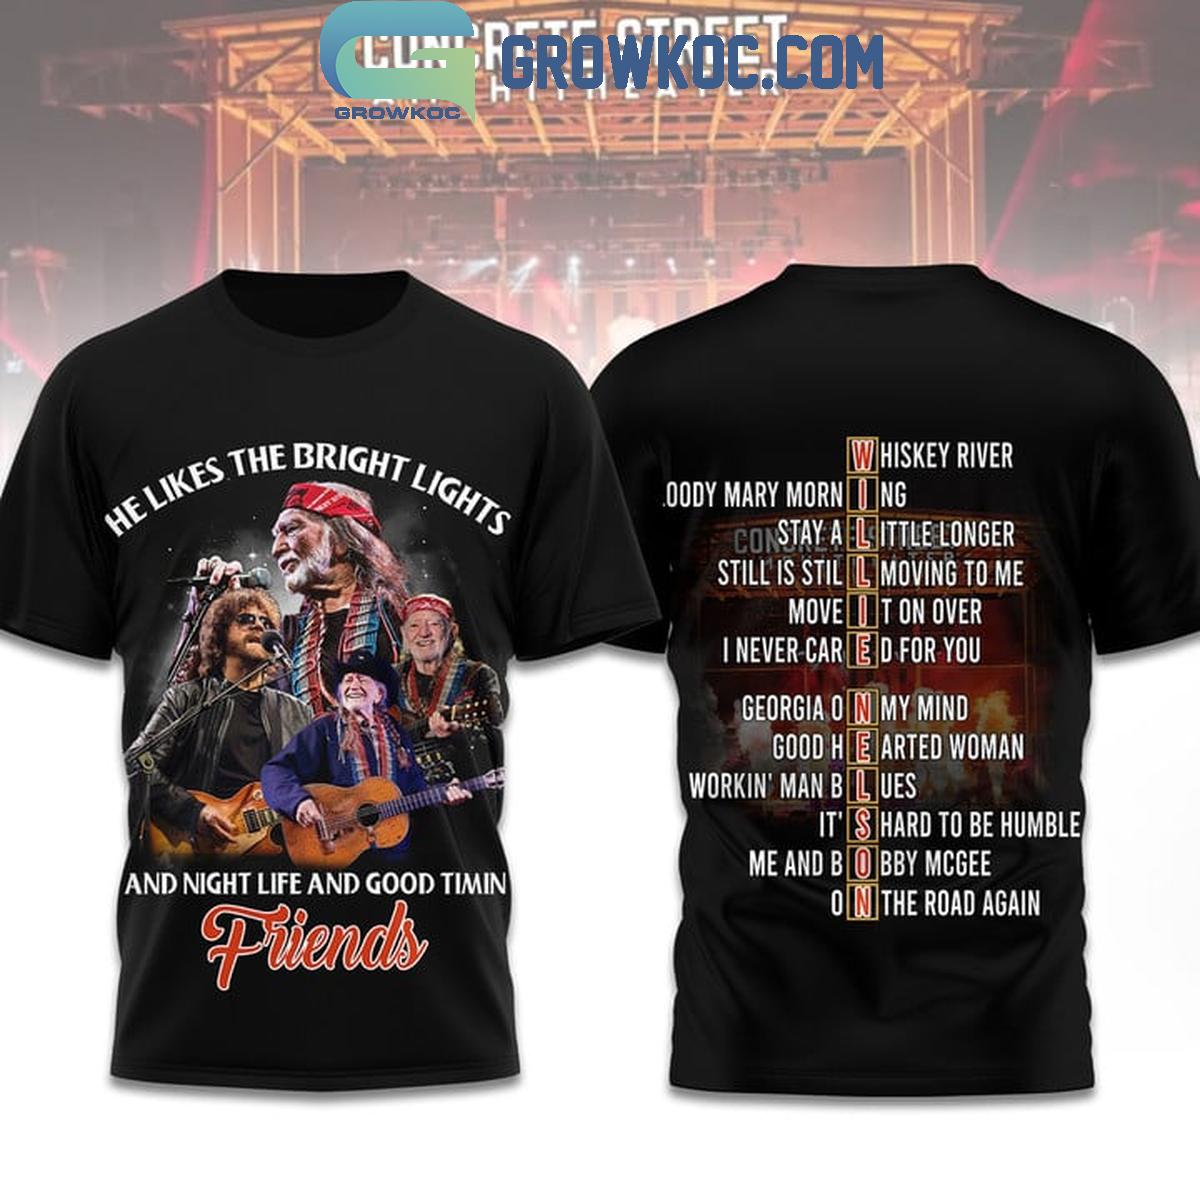 CONCRETE STREET
AMPHITHEATER
GROWKOC.COM
GROWKOC
HE LIKES THE BRIGHT LIGHTS
AND NIGHT LIFE AND GOOD TIMIN
Friends
WHISKEY RIVER
OODY MARY MORNING
STAY A LITTLE LONGER
STILL IS STILL MOVING TO ME
MOVE IT ON OVER
I NEVER CARED FOR YOU
GEORGIA ON MY MIND
GOOD HEARTED WOMAN
WORKIN' MAN BLUES
IT'S HARD TO BE HUMBLE
ME AND BOBBY MCGEE
ON THE ROAD AGAIN